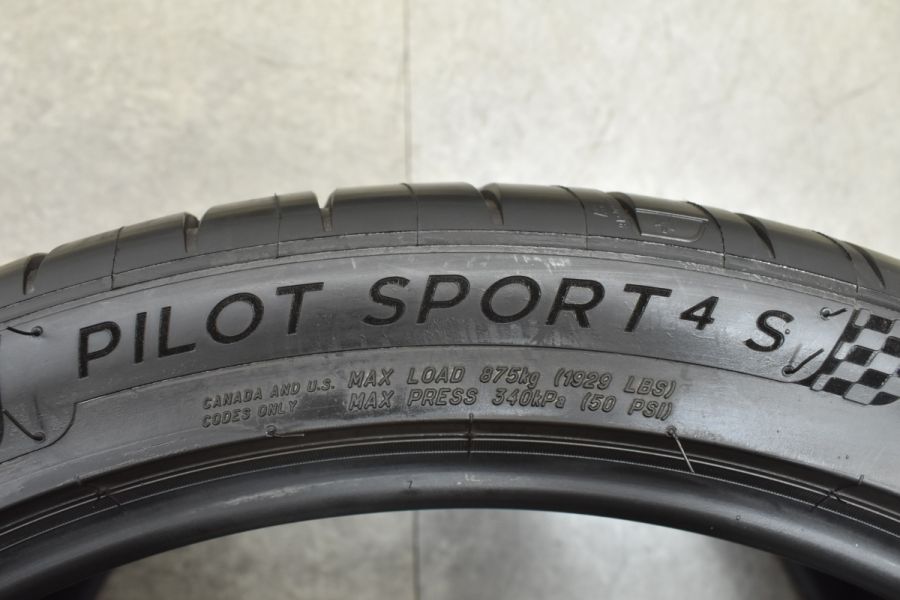 PILOT SPORT 4 S
CANADA AND U.S. MAX LOAD 875kg (1929 LBS)
CODES ONLY MAX PRESS 340kPa (50 PSI)